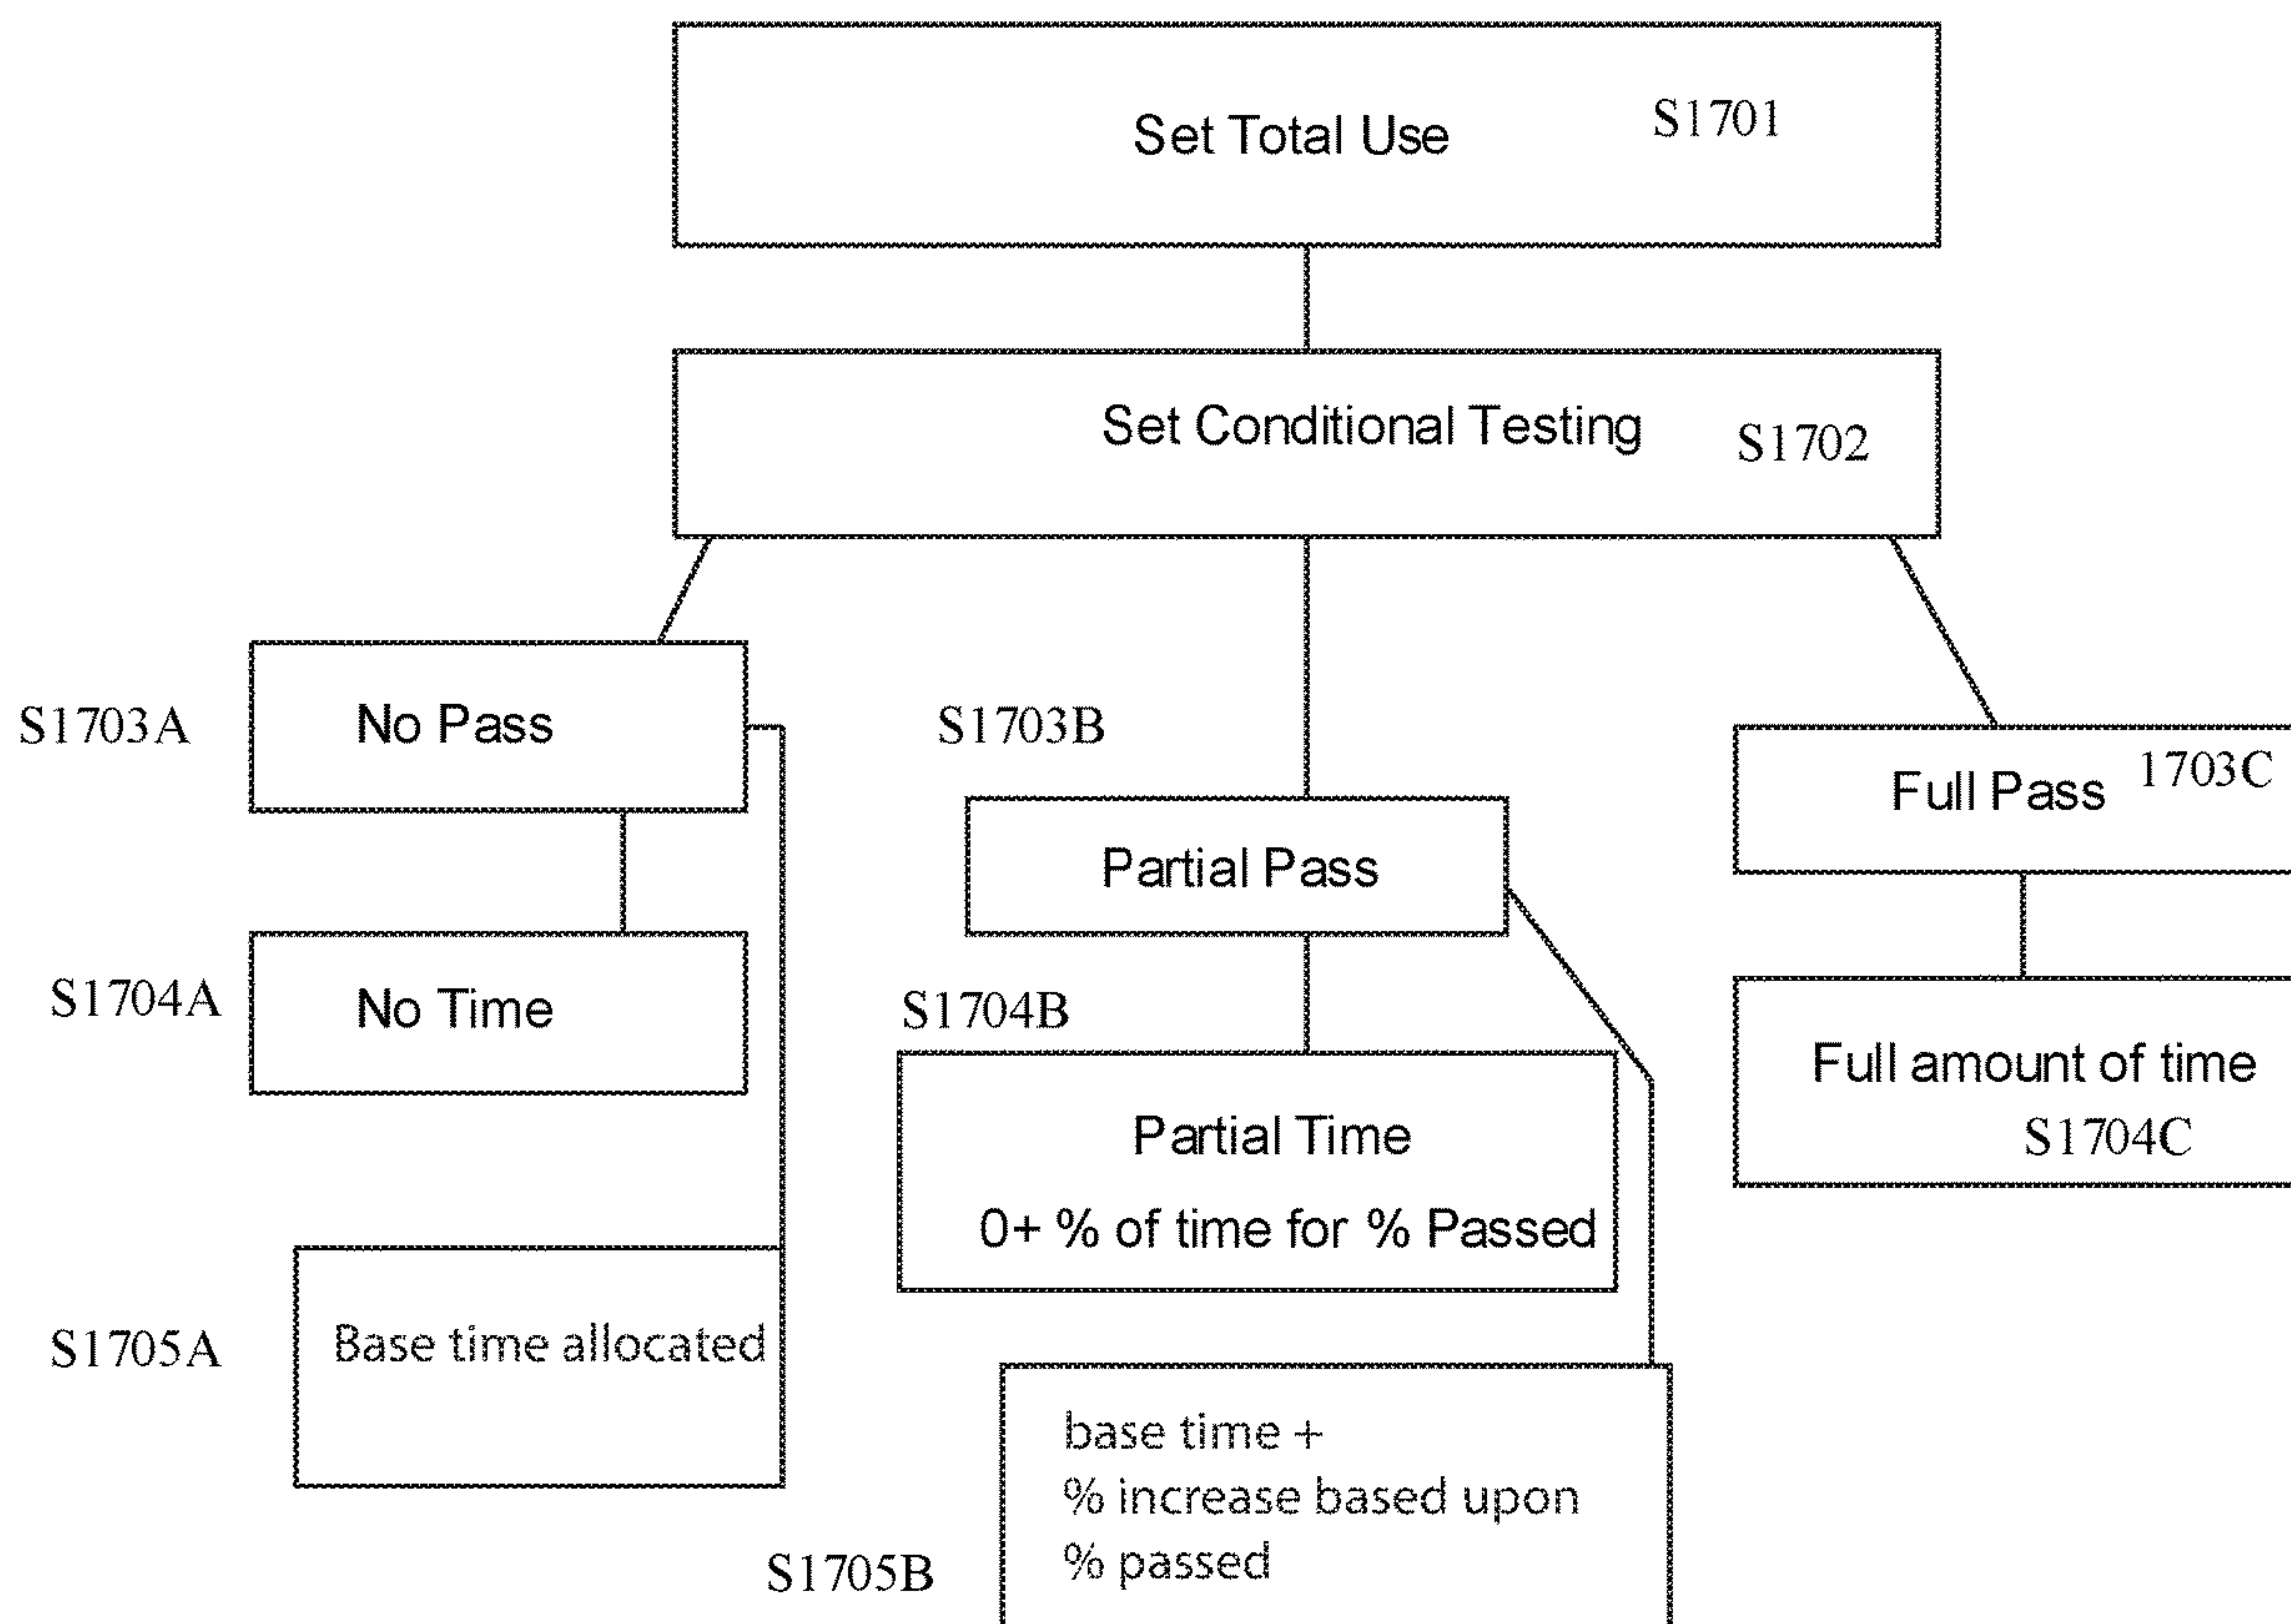 Set Total Use
S1701
Set Conditional Testing
S1702
S1703A
No Pass
S1703B
1703C
Full Pass
Partial Pass
S1704A
No Time
S1704B
Full amount of time
S1704C
Partial Time
0+ % of time for % Passed
S1705A
Base time allocated
base time +
% increase based upon
% passed
S1705B